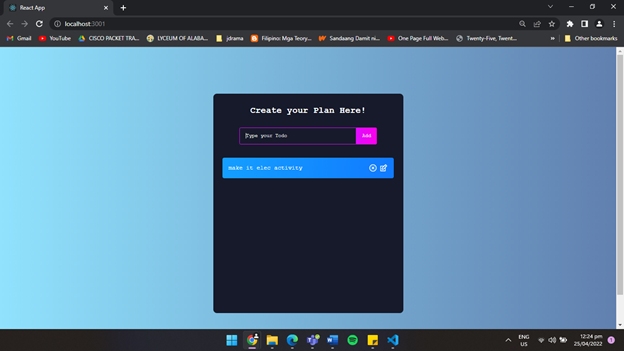 React App
localhost:3001
Gmail YouTube CISCO PACKET TRA... LYCEUM OF ALABA... jdrama Filipino: Mga Teory... Sandaang Damit ni... One Page Full Web... Twenty-Five, Twent... » Other bookmarks
Create your Plan Here!
Type your Todo Add
make it elec activity
ENG
US
12:24 pm
25/04/2022